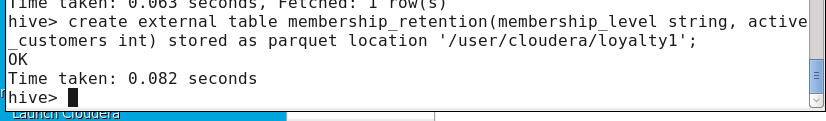 Time taken: 0.063 seconds, Fetched: 1 row(s)
hive> create external table membership_retention(membership_level string, active
_customers int) stored as parquet location '/user/cloudera/loyalty1';
OK
Time taken: 0.082 seconds
hive>
Launch Cloudera